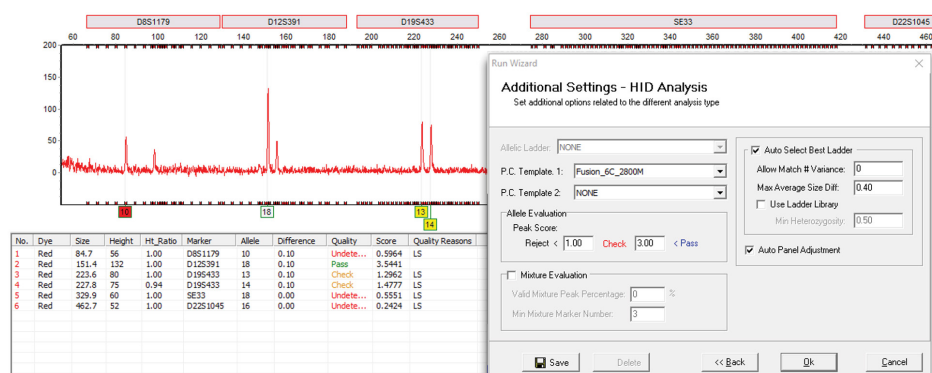 D8S1179 D12S391 D19S433 SE33 D22S1045
60 80 100 120 140 160 180 200 220 240 260 280 300 320 340 360 380 400 420 440 460
200
150
100
50
0
10 18 13
14
No. Dye Size Height Ht_Ratio Marker Allele Difference Quality Score Quality Reasons
1 Red 84.7 56 1.00 D8S1179 10 0.10 Undete... 0.5964 LS
2 Red 151.4 132 1.00 D12S391 18 0.10 Pass 3.5441
3 Red 223.6 80 1.00 D19S433 13 0.10 Check 1.2962 LS
4 Red 227.8 75 0.94 D19S433 14 0.10 Check 1.4777 LS
5 Red 329.9 60 1.00 SE33 18 0.00 Undete... 0.5551 LS
6 Red 462.7 52 1.00 D22S1045 16 0.00 Undete... 0.2424 LS
Run Wizard
Additional Settings - HID Analysis
Set additional options related to the different analysis type
Allelic Ladder: NONE
P.C. Template. 1: Fusion_6C_2800M
P.C. Template 2: NONE
Allele Evaluation
Peak Score:
Reject < 1.00 Check 3.00 < Pass
Mixture Evaluation
Valid Mixture Peak Percentage: 0 %
Min Mixture Marker Number: 3
Auto Select Best Ladder
Allow Match # Variance: 0
Max Average Size Diff: 0.40
Use Ladder Library
Min Heterozygosity: 0.50
Auto Panel Adjustment
Save Delete << Back Ok Cancel